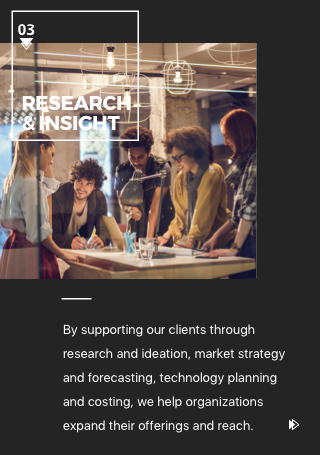 03
RESEARCH
& INSIGHT
By supporting our clients through
research and ideation, market strategy
and forecasting, technology planning
and costing, we help organizations
expand their offerings and reach.